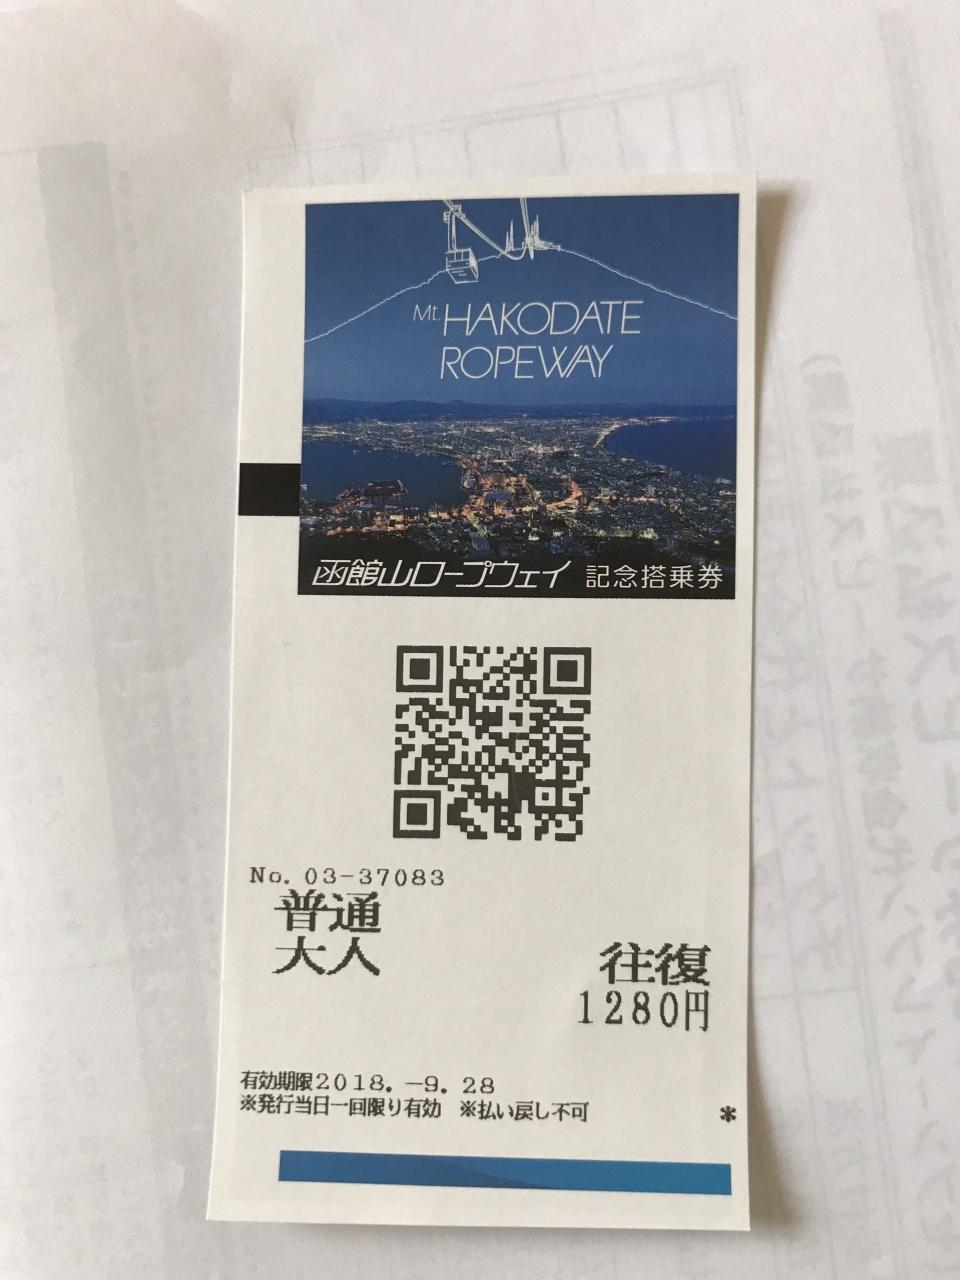 Mt. HAKODATE
ROPEWAY
函館山ロープウェイ 記念搭乗券
No. 03-37083
普通
大人
往復
1280円
有効期限2018.-9.28
※発行当日一回限り有効 ※払い戻し不可
*